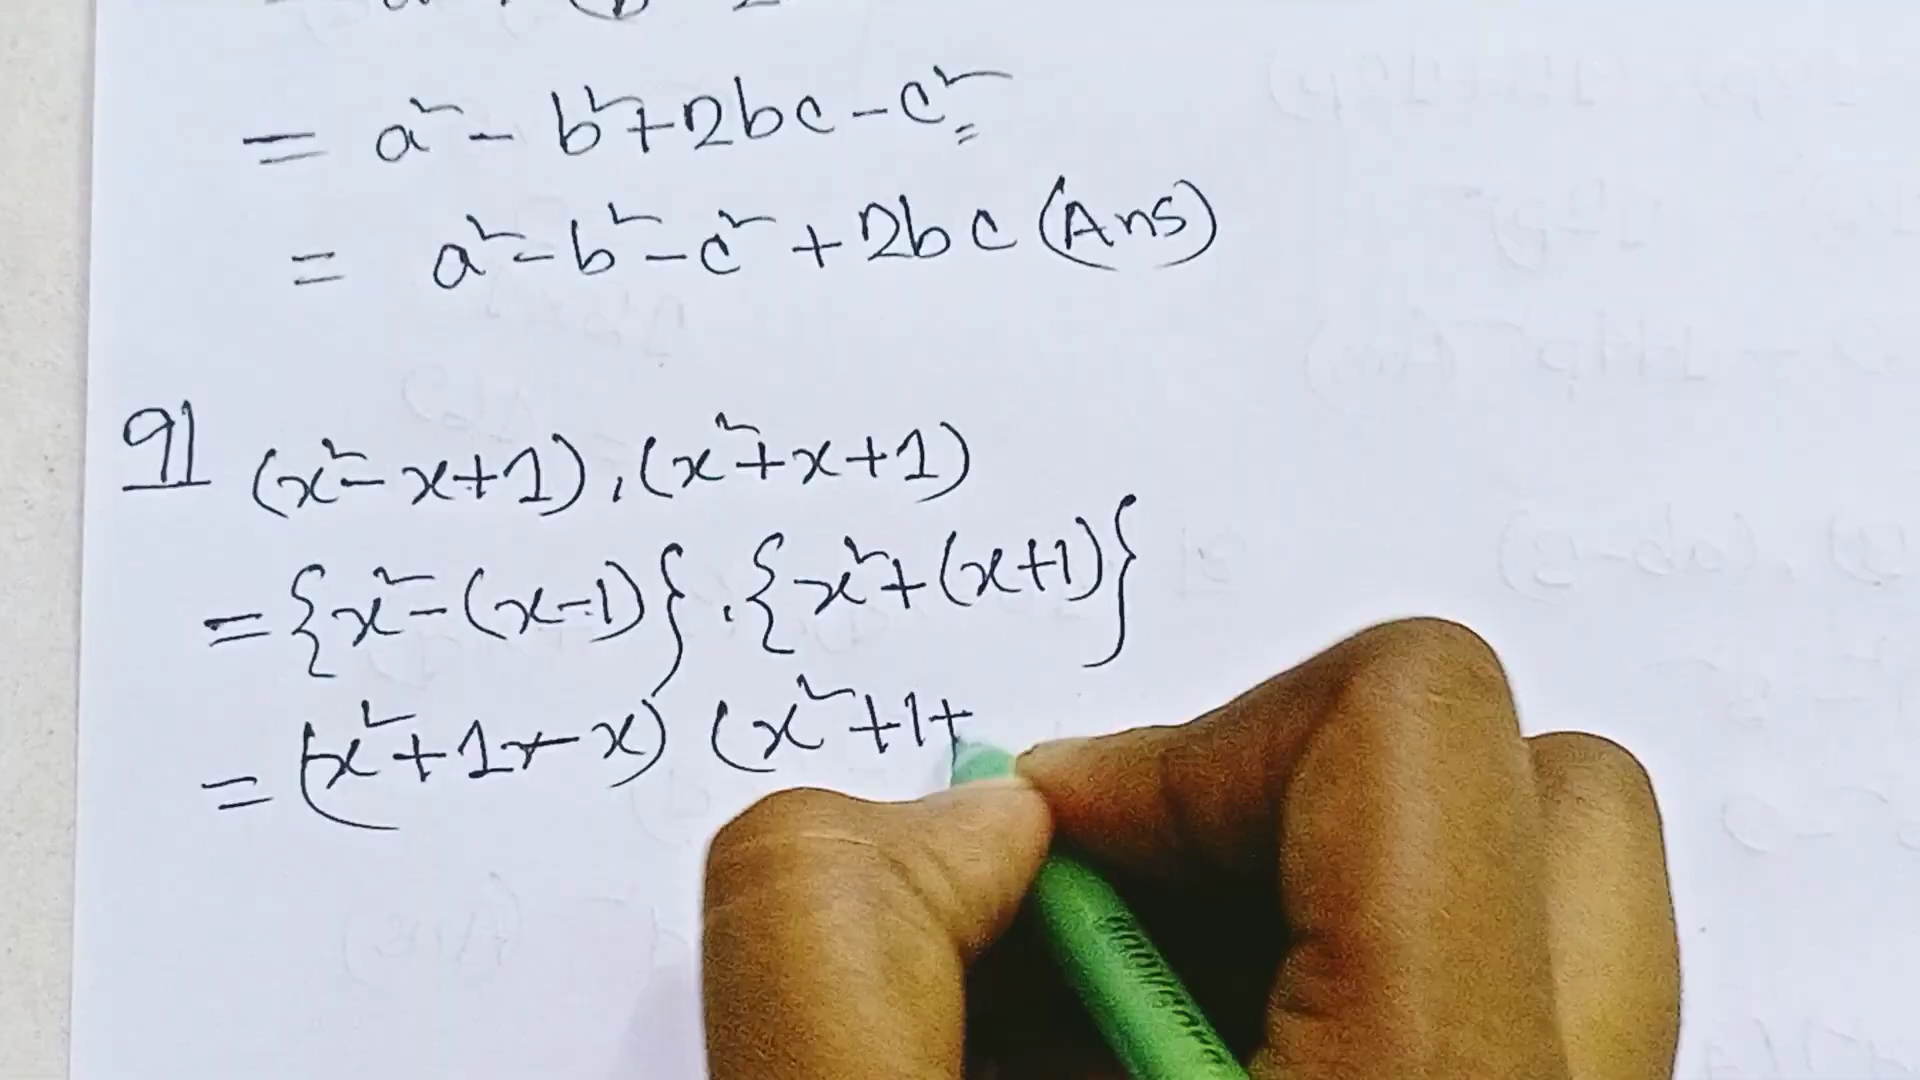 = a² - b² + 2bc - c²
= a² - b² - c² + 2bc (Ans)
91 (x² - x + 1), (x² + x + 1)
= {x² - (x - 1)} . {x² + (x + 1)}
= (x² + 1 - x) (x² + 1 +